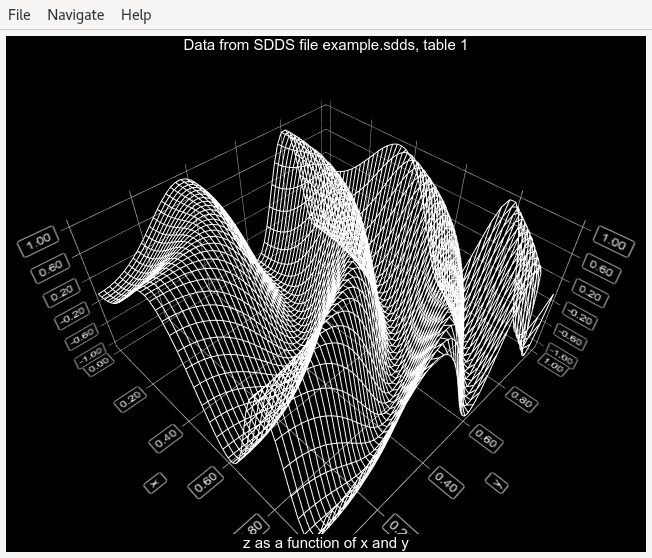 File Navigate Help
Data from SDDS file example.sdds, table 1
1.00 1.00
0.60 0.60
0.20 0.20
-0.20 -0.20
-0.60 -0.60
-1.00 -1.00
0.00 1.00
0.20 0.80
0.40 0.60
0.60 0.40
x
80 0.2
z as a function of x and y